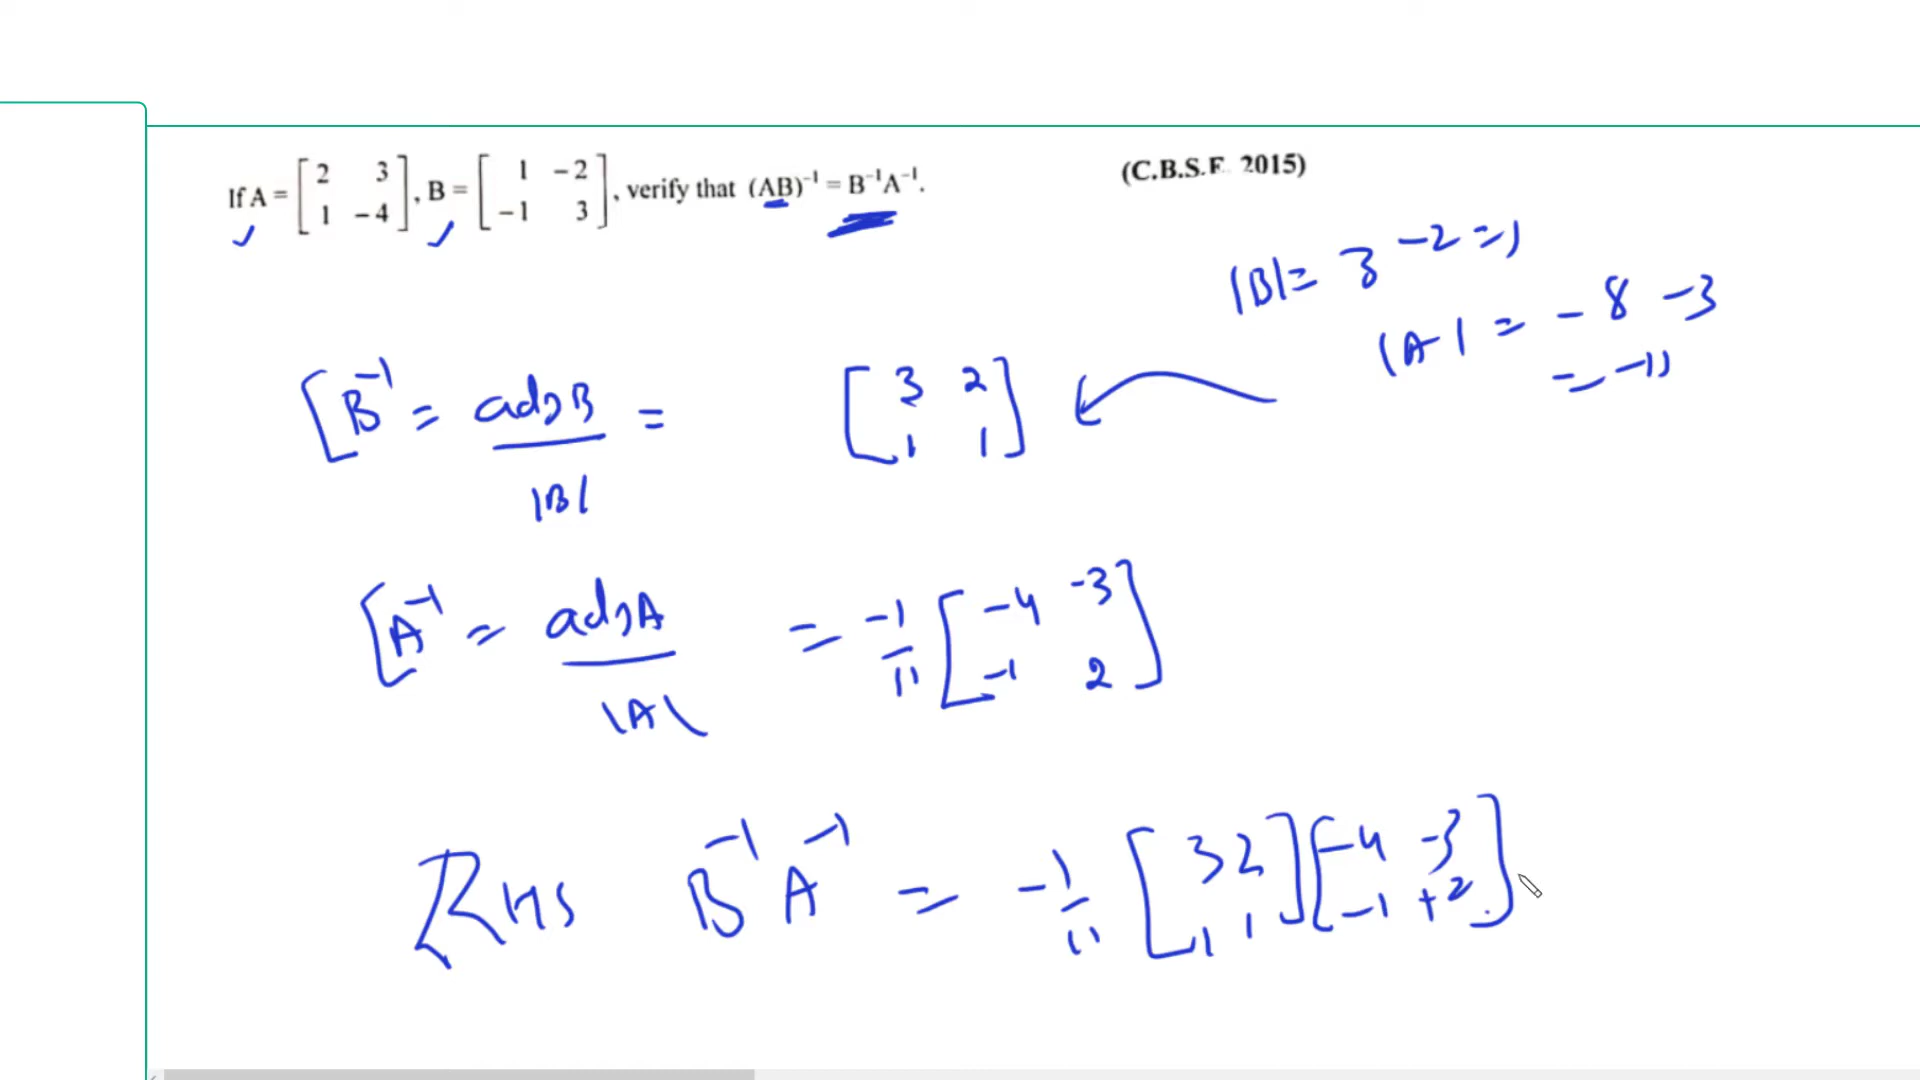 If A = [2 3; 1 -4], B = [1 -2; -1 3], verify that (AB)⁻¹ = B⁻¹A⁻¹. (C.B.S.E. 2015)
|B| = 3 -2 = 1
|A| = -8 -3
= -11
[B⁻¹ = adjB/|B| = [3 2; 1 1]
[A⁻¹ = adjA/|A| = -1/11 [-4 -3; -1 2]
RHS B⁻¹A⁻¹ = -1/11 [3 2; 1 1] [-4 -3; -1 +2]